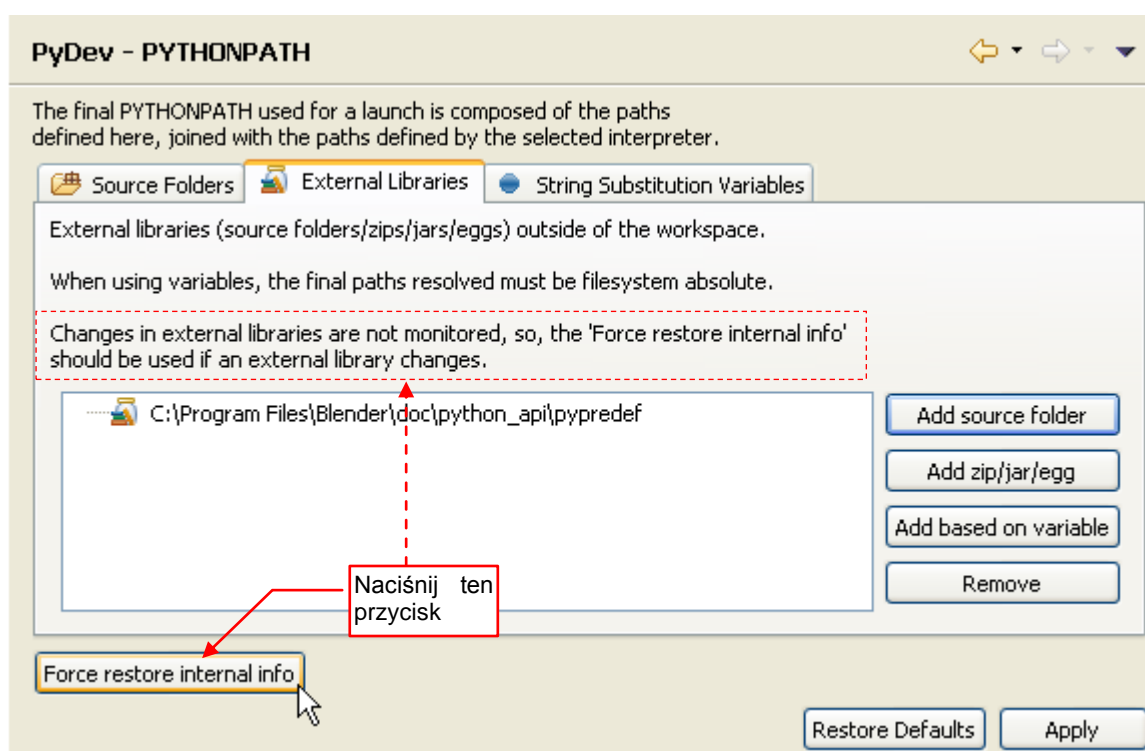 PyDev - PYTHONPATH
The final PYTHONPATH used for a launch is composed of the paths
defined here, joined with the paths defined by the selected interpreter.
Source Folders
External Libraries
String Substitution Variables
External libraries (source folders/zips/jars/eggs) outside of the workspace.
When using variables, the final paths resolved must be filesystem absolute.
Changes in external libraries are not monitored, so, the 'Force restore internal info'
should be used if an external library changes.
C:\Program Files\Blender\doc\python_api\pypredef
Add source folder
Add zip/jar/egg
Add based on variable
Remove
Naciśnij ten
przycisk
Force restore internal info
Restore Defaults
Apply